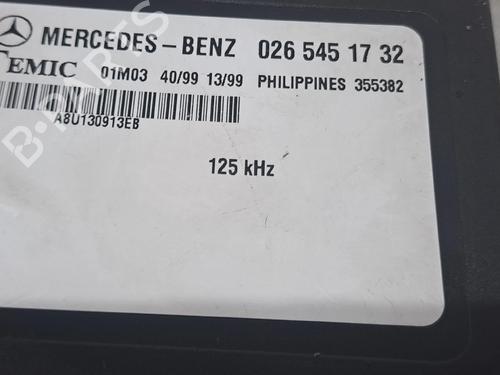 MERCEDES-BENZ 026 545 17 32
TEMIC 01M03 40/99 13/99 PHILIPPINES 355382
A8U130913EB
125 kHz
B-PARTS